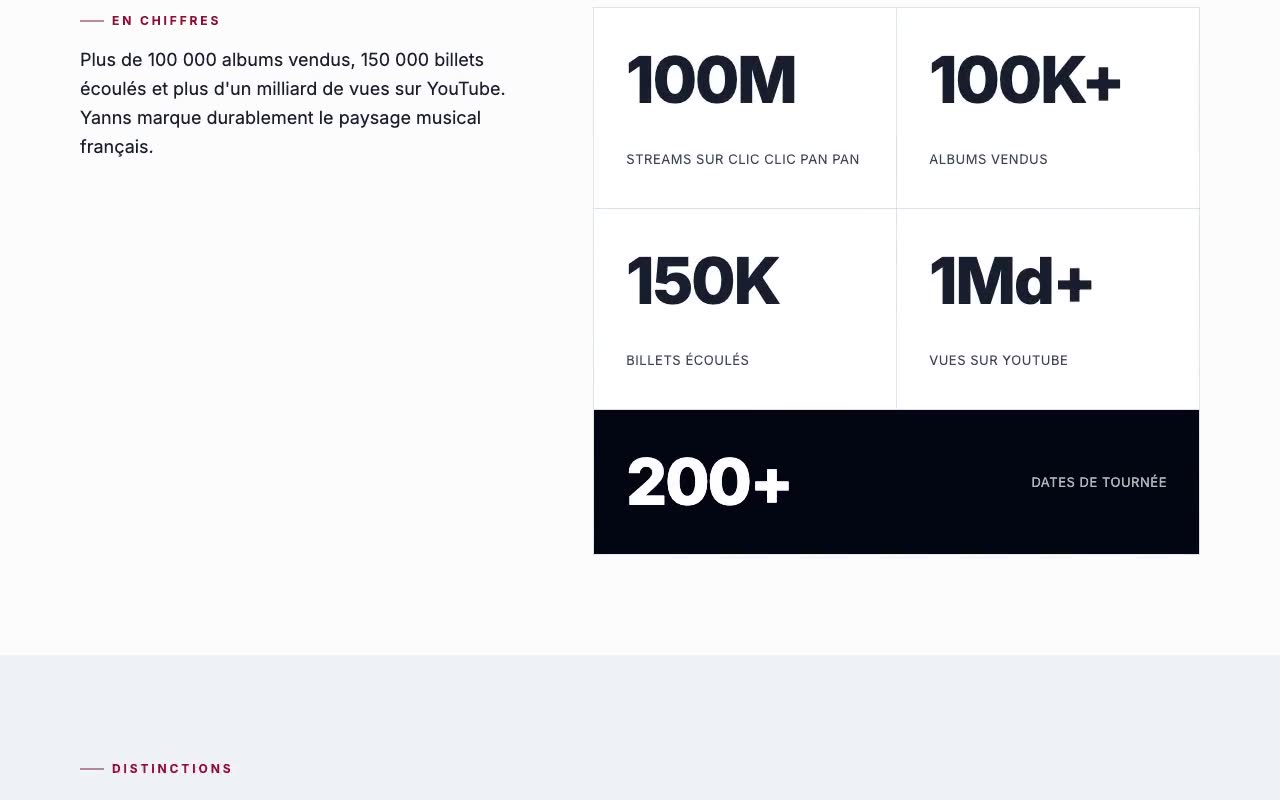 EN CHIFFRES
Plus de 100 000 albums vendus, 150 000 billets
écoulés et plus d'un milliard de vues sur YouTube.
Yanns marque durablement le paysage musical
français.
100M
STREAMS SUR CLIC CLIC PAN PAN
100K+
ALBUMS VENDUS
150K
BILLETS ÉCOULÉS
1Md+
VUES SUR YOUTUBE
200+
DATES DE TOURNÉE
DISTINCTIONS